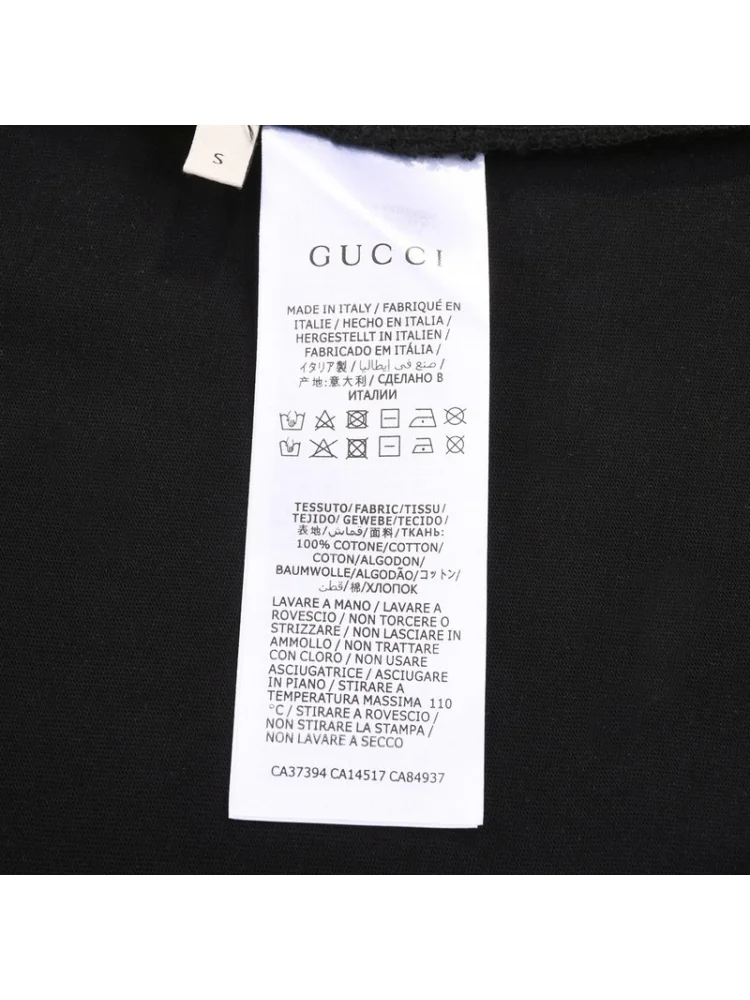 S
GUCCI
MADE IN ITALY / FABRIQUÉ EN
ITALIE / HECHO EN ITALIA /
HERGESTELLT IN ITALIEN /
FABRICADO EM ITÁLIA /
イタリア製 / صنع في إيطاليا /
产地:意大利 / СДЕЛАНО В
ИТАЛИИ
TESSUTO/FABRIC/TISSU/
TEJIDO/GEWEBE/TECIDO/
表地/قماش/面料/ТКАНЬ:
100% COTONE/COTTON/
COTON/ALGODON/
BAUMWOLLE/ALGODÃO/コットン/
قطن/棉/ХЛОПОК
LAVARE A MANO / LAVARE A
ROVESCIO / NON TORCERE O
STRIZZARE / NON LASCIARE IN
AMMOLLO / NON TRATTARE
CON CLORO / NON USARE
ASCIUGATRICE / ASCIUGARE
IN PIANO / STIRARE A
TEMPERATURA MASSIMA 110
°C / STIRARE A ROVESCIO /
NON STIRARE LA STAMPA /
NON LAVARE A SECCO
CA37394 CA14517 CA84937